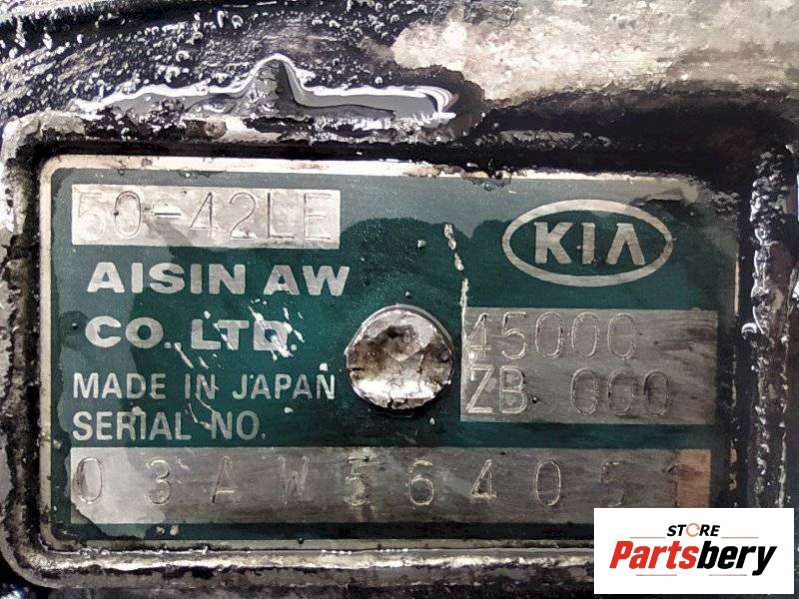 50-42LE
AISIN AW
CO., LTD.
MADE IN JAPAN
SERIAL NO.
03AW564051
KIA
45000
ZB 000
STORE
Partsbery